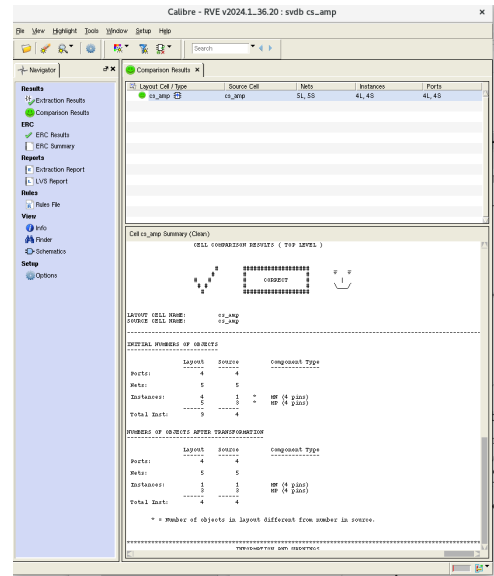 Calibre - RVE v2024.1_36.20 : svdb cs_amp
File View Highlight Tools Window Setup Help
Search
Navigator
Comparison Results
Results
Extraction Results
Comparison Results
ERC
ERC Results
ERC Summary
Reports
Extraction Report
LVS Report
Rules
Rules File
View
Info
Finder
Schematics
Setup
Options
Layout Cell / Type Source Cell Nets Instances Ports
cs_amp cs_amp 5L, 5S 4L, 4S 4L, 4S
Cell cs_amp Summary (Clean)
CELL COMPARISON RESULTS ( TOP LEVEL )
CORRECT
LAYOUT CELL NAME: cs_amp
SOURCE CELL NAME: cs_amp
INITIAL NUMBERS OF OBJECTS
Layout Source Component Type
Ports: 4 4
Nets: 5 5
Instances: 4 1 * MN (4 pins)
5 3 * MP (4 pins)
Total Inst: 9 4
NUMBERS OF OBJECTS AFTER TRANSFORMATION
Layout Source Component Type
Ports: 4 4
Nets: 5 5
Instances: 1 1 MN (4 pins)
3 3 MP (4 pins)
Total Inst: 4 4
* = Number of objects in layout different from number in source.
INFORMATION AND WARNINGS